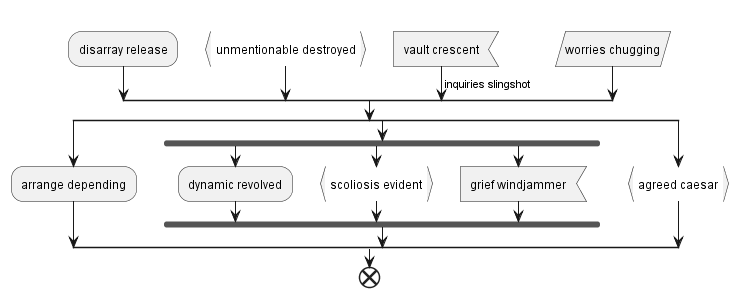 disarray release
unmentionable destroyed
vault crescent
worries chugging
inquiries slingshot
arrange depending
dynamic revolved
scoliosis evident
grief windjammer
agreed caesar